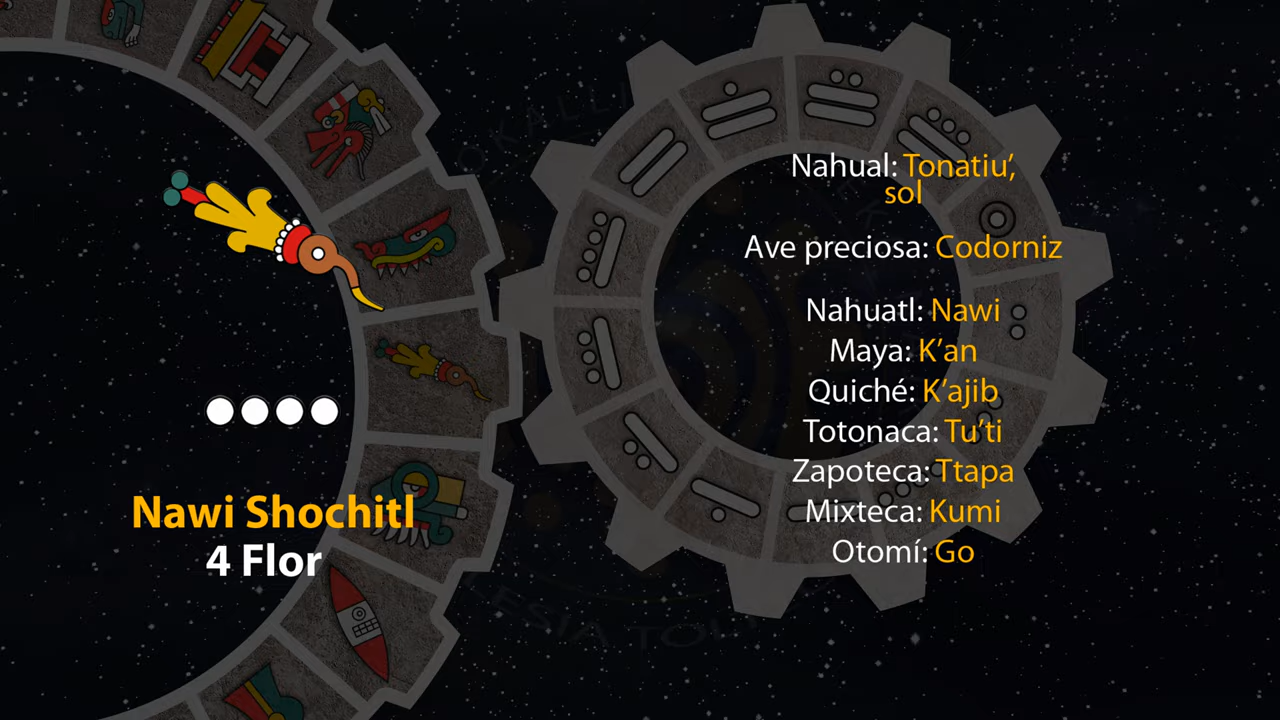 Nawi Shochitl
4 Flor
Nahual: Tonatiu’,
sol
Ave preciosa: Codorniz
Nahuatl: Nawi
Maya: K’an
Quiché: K’ajib
Totonaca: Tu’ti
Zapoteca: Ttapa
Mixteca: Kumi
Otomí: Go